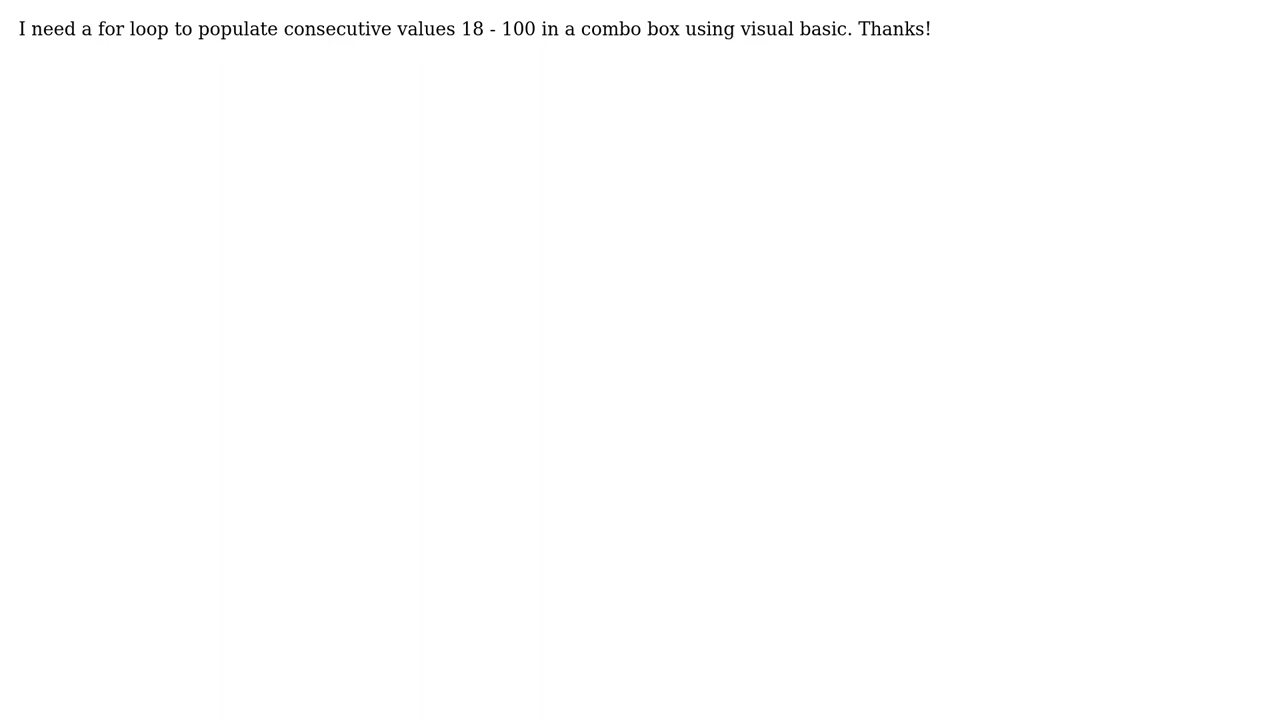 I need a for loop to populate consecutive values 18 - 100 in a combo box using visual basic. Thanks!